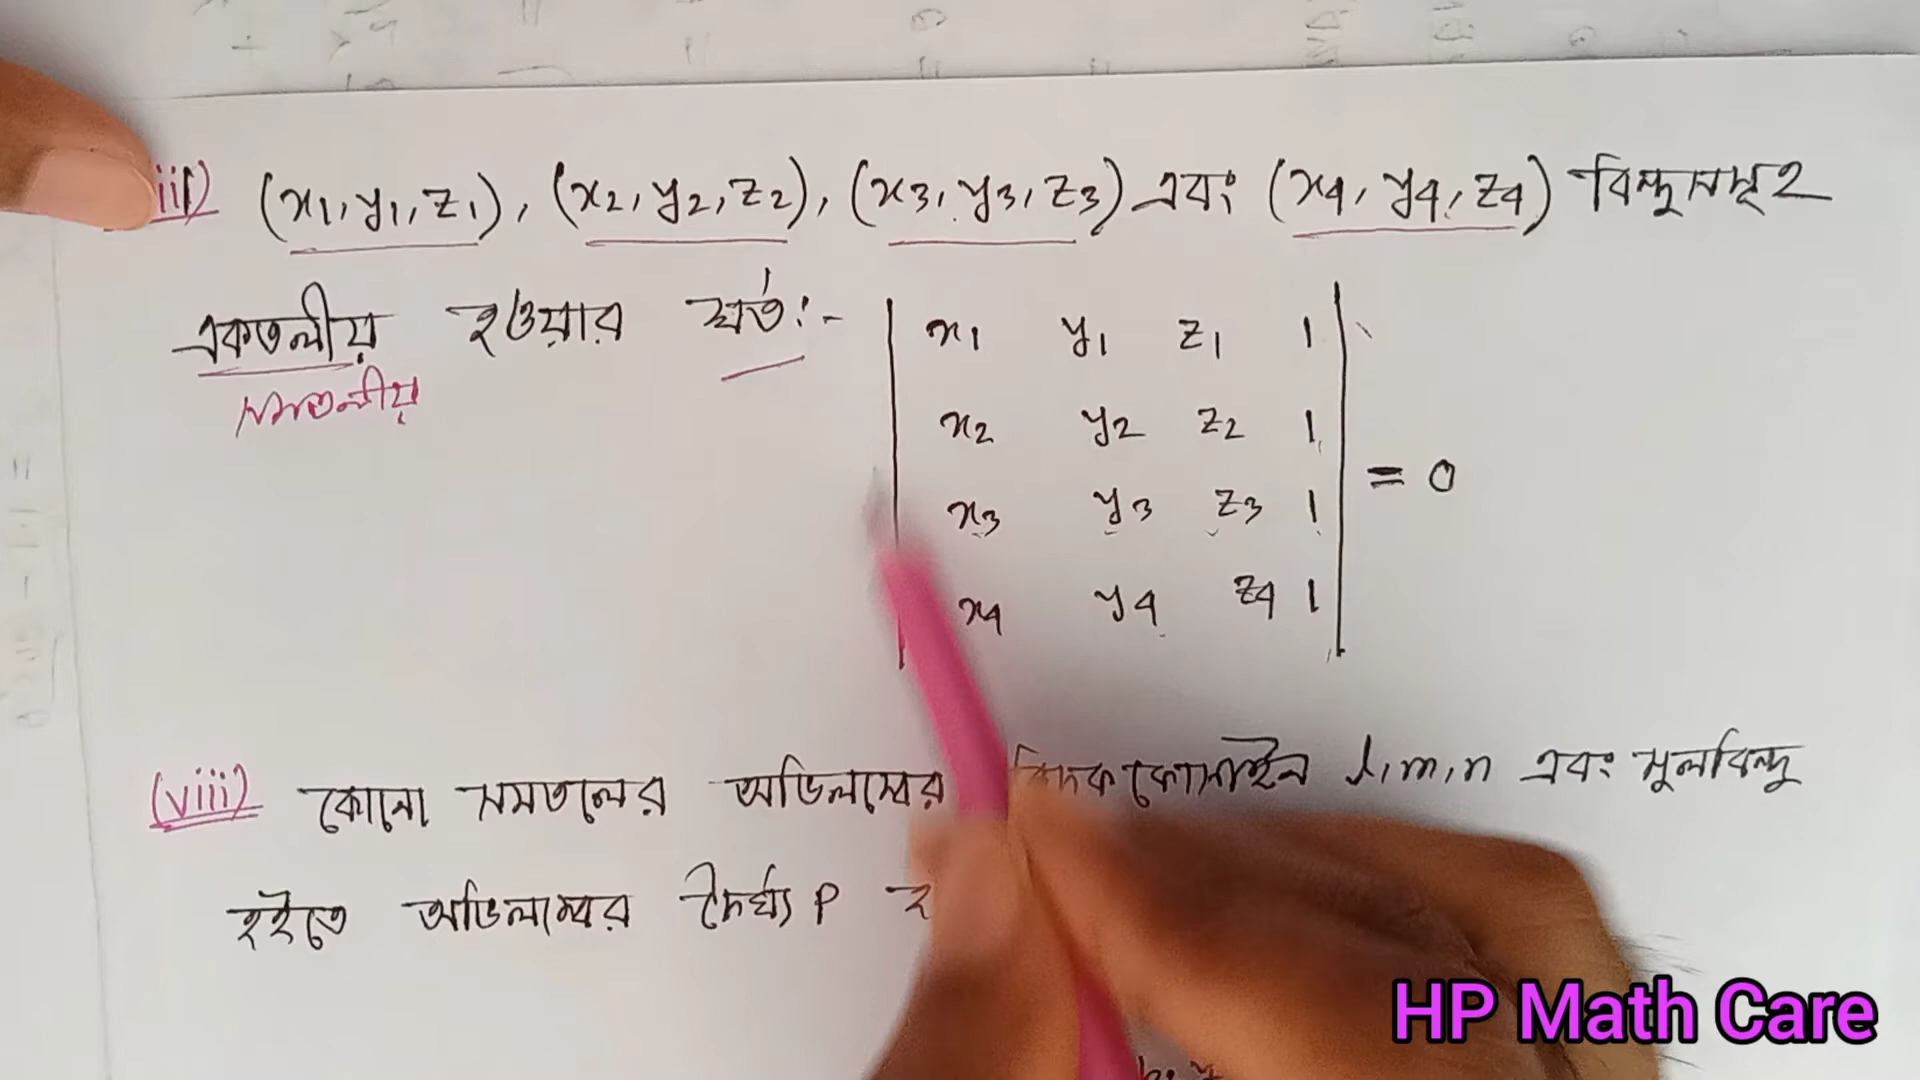 ii) (x₁, y₁, z₁), (x₂, y₂, z₂), (x₃, y₃, z₃) এবং (x₄, y₄, z₄) বিন্দুসমূহ
একতলীয় হওয়ার শর্ত:-
সমতলীয়
x₁ y₁ z₁ 1
x₂ y₂ z₂ 1
x₃ y₃ z₃ 1
x₄ y₄ z₄ 1
= 0
(viii) কোনো সমতলের অভিলম্বের দিক কোসাইন l, m, n এবং মূলবিন্দু
হইতে অভিলম্বের দৈর্ঘ্য P
HP Math Care